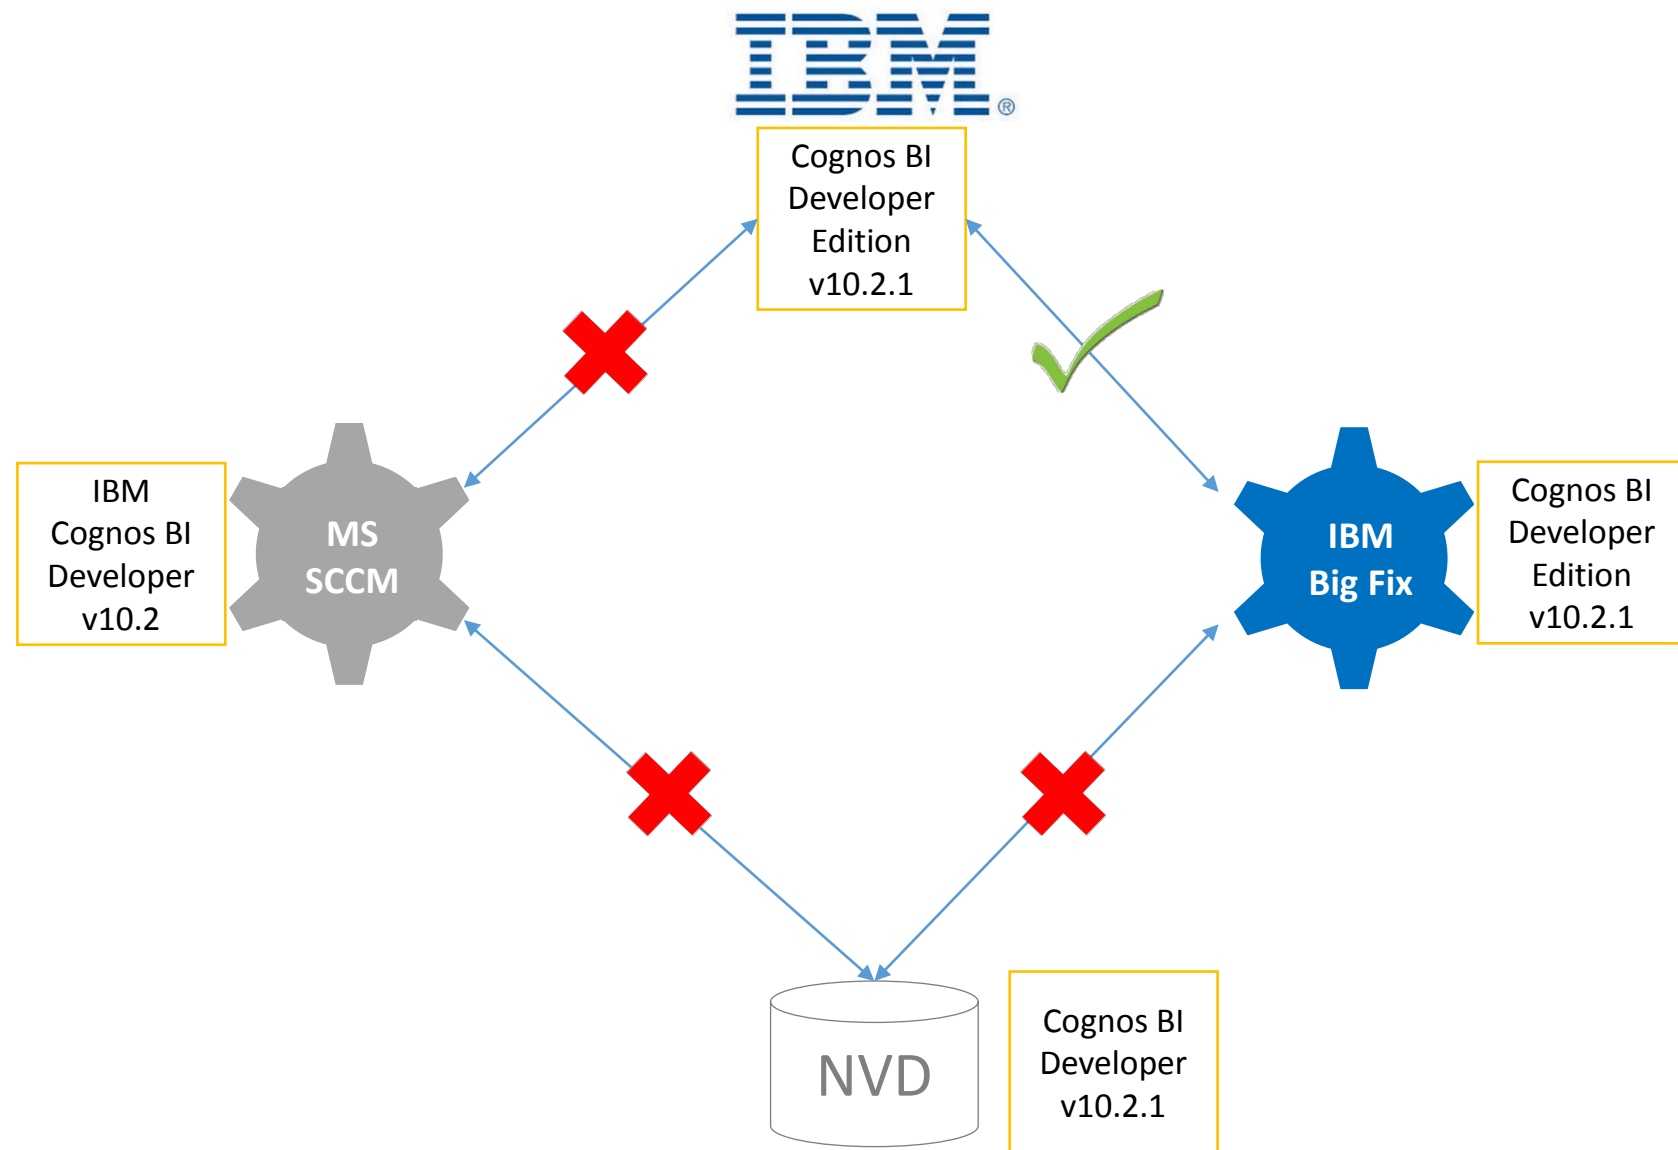 IBM®
Cognos BI
Developer
Edition
v10.2.1
IBM
Cognos BI
Developer
v10.2
MS
SCCM
IBM
Big Fix
Cognos BI
Developer
Edition
v10.2.1
NVD
Cognos BI
Developer
v10.2.1